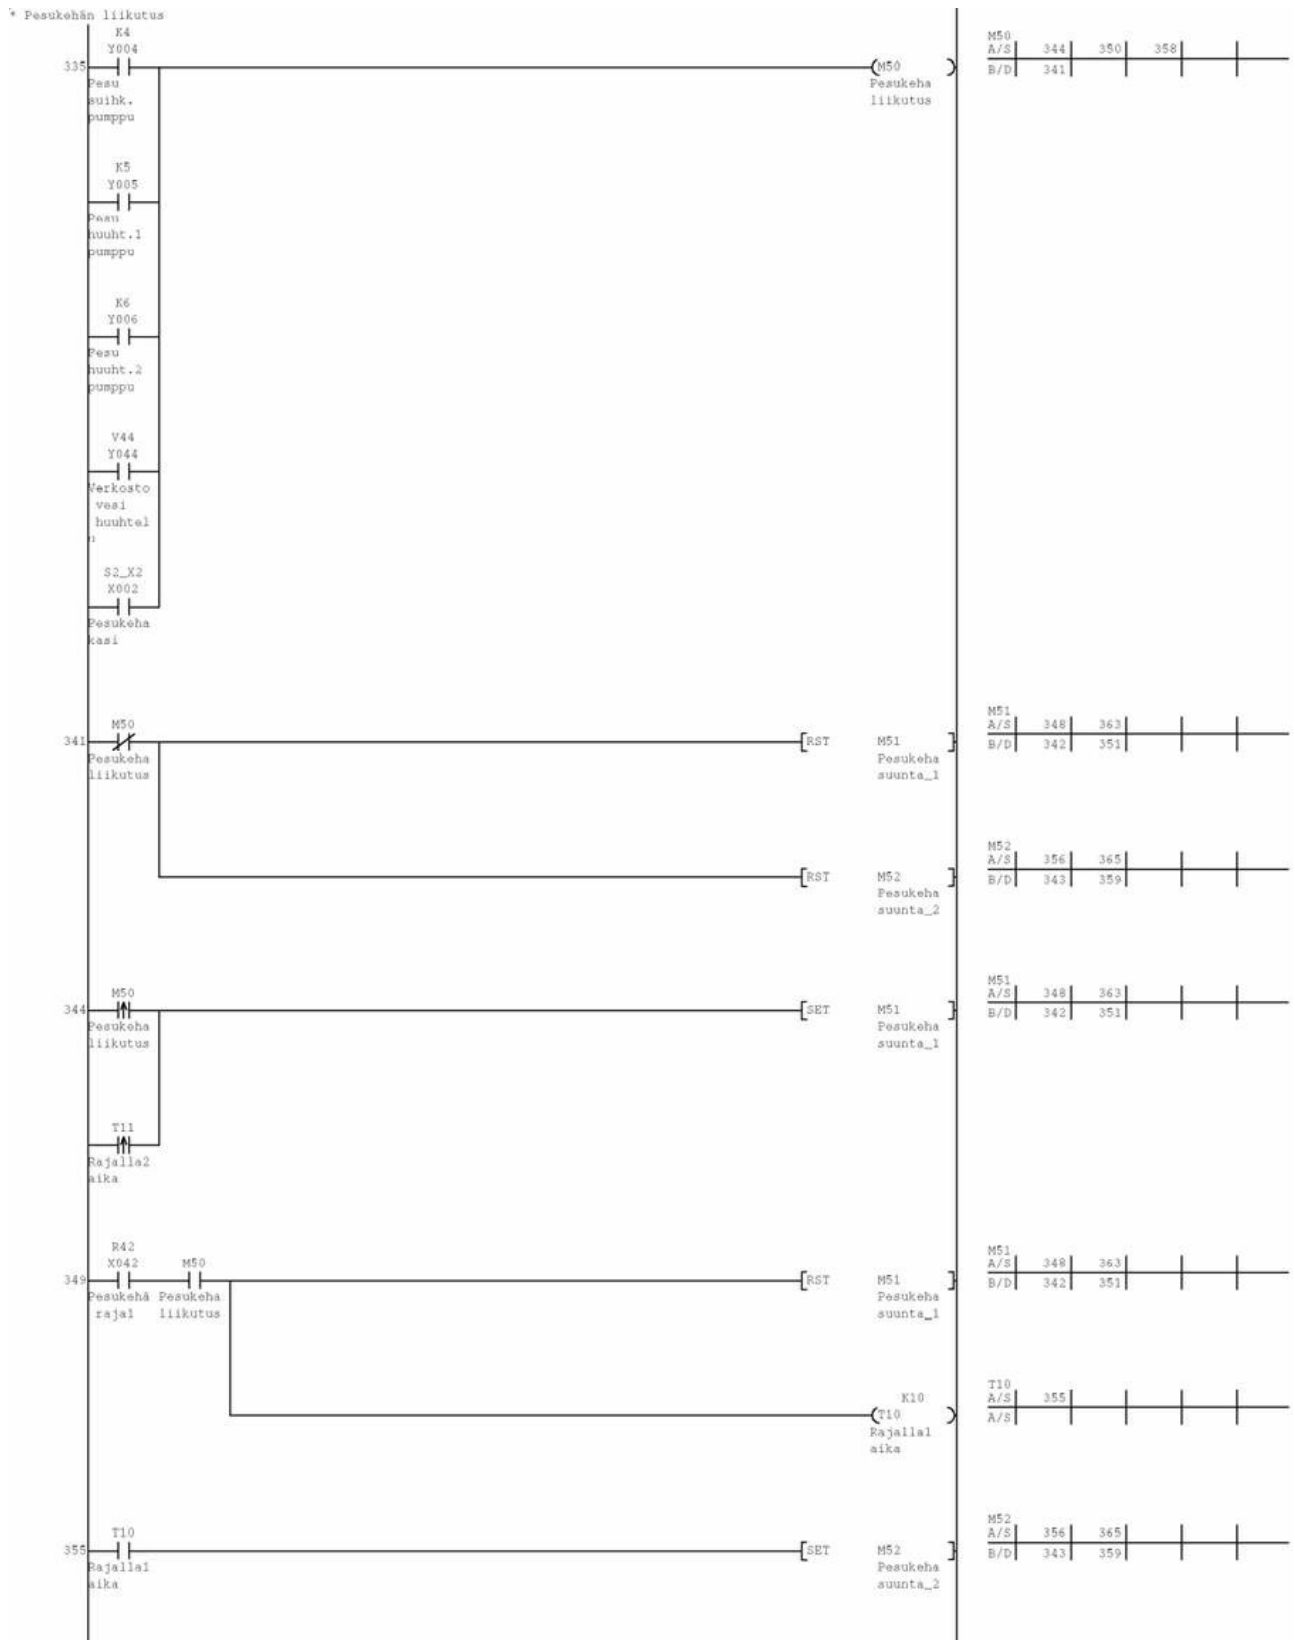 * Pesukehän liikutus
K4
Y004
335
Pesu
suihk.
pumppu
(M50 )
Pesukeha
liikutus
M50
A/S 344 350 358
B/D 341
K5
Y005
Pesu
huuht.1
pumppu
K6
Y006
Pesu
huuht.2
pumppu
V44
Y044
Verkosto
vesi
huuhtel
S2_X2
X002
Pesukeha
kasi
M50
341
Pesukeha
liikutus
[RST M51 ]
Pesukeha
suunta_1
M51
A/S 348 363
B/D 342 351
[RST M52 ]
Pesukeha
suunta_2
M52
A/S 356 365
B/D 343 359
M50
344
Pesukeha
liikutus
[SET M51 ]
Pesukeha
suunta_1
M51
A/S 348 363
B/D 342 351
T11
Rajalla2
aika
R42
X042 M50
349
Pesukehä Pesukeha
raja1 liikutus
[RST M51 ]
Pesukeha
suunta_1
M51
A/S 348 363
B/D 342 351
K10
(T10 )
Rajalla1
aika
T10
A/S 355
A/S
T10
355
Rajalla1
aika
[SET M52 ]
Pesukeha
suunta_2
M52
A/S 356 365
B/D 343 359